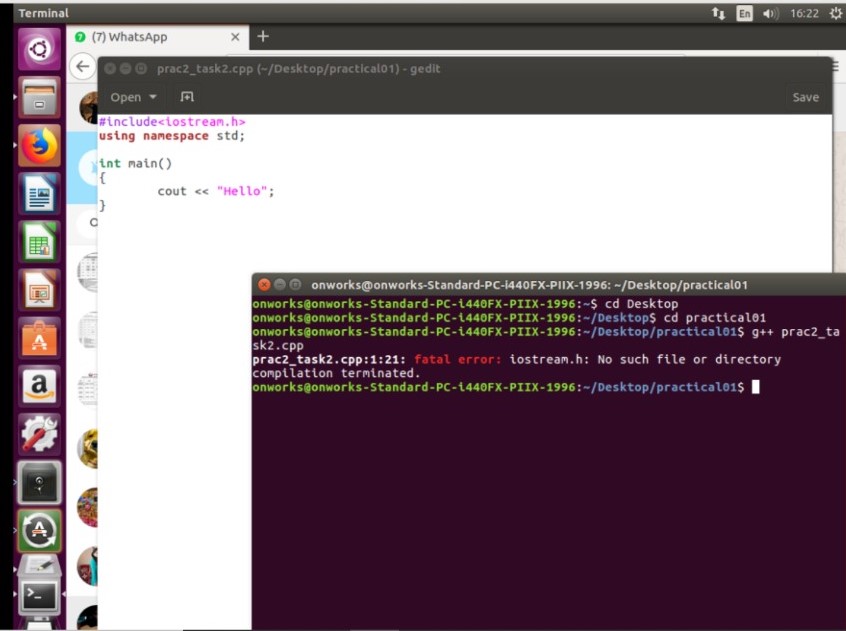 Terminal
En
16:22
(7) WhatsApp
prac2_task2.cpp (~/Desktop/practical01) - gedit
Open
Save
#include<iostream.h>
using namespace std;
int main()
{
cout << "Hello";
}
onworks@onworks-Standard-PC-i440FX-PIIX-1996: ~/Desktop/practical01
onworks@onworks-Standard-PC-i440FX-PIIX-1996:~$ cd Desktop
onworks@onworks-Standard-PC-i440FX-PIIX-1996:~/Desktop$ cd practical01
onworks@onworks-Standard-PC-i440FX-PIIX-1996:~/Desktop/practical01$ g++ prac2_ta
sk2.cpp
prac2_task2.cpp:1:21: fatal error: iostream.h: No such file or directory
compilation terminated.
onworks@onworks-Standard-PC-i440FX-PIIX-1996:~/Desktop/practical01$